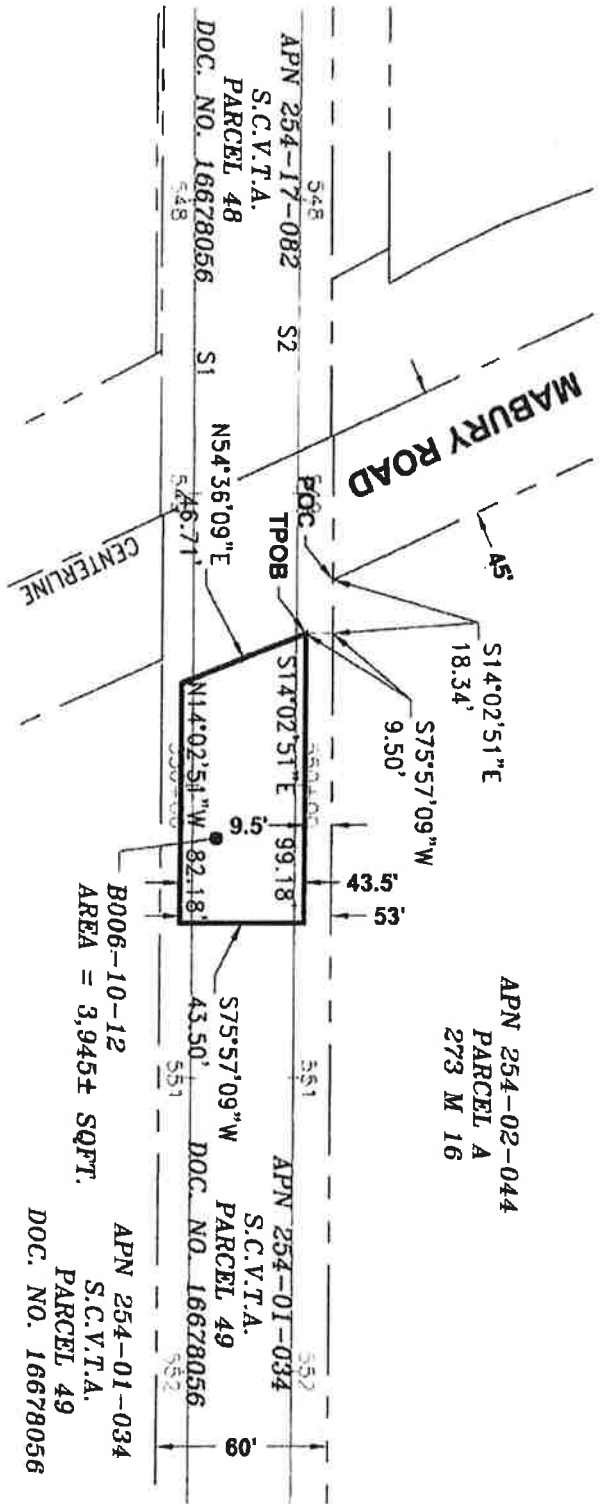 APN 254-17-082
S.C.V.T.A.
PARCEL 48
DOC. NO. 16678056
548
548
S2
S1
MABURY ROAD
45'
POC
TPOB
N54°36'09"E
46.71'
CENTERLINE
S14°02'51"E
18.34'
S75°57'09"W
9.50'
S14°02'51"E 99.18'
N14°02'51"W 82.18'
9.5'
43.5'
53'
B006-10-12
AREA = 3,945± SQFT.
S75°57'09"W
43.50'
551
551
APN 254-02-044
PARCEL A
273 M 16
APN 254-01-034
S.C.V.T.A.
PARCEL 49
DOC. NO. 16678056
552
552
60'
APN 254-01-034
S.C.V.T.A.
PARCEL 49
DOC. NO. 16678056